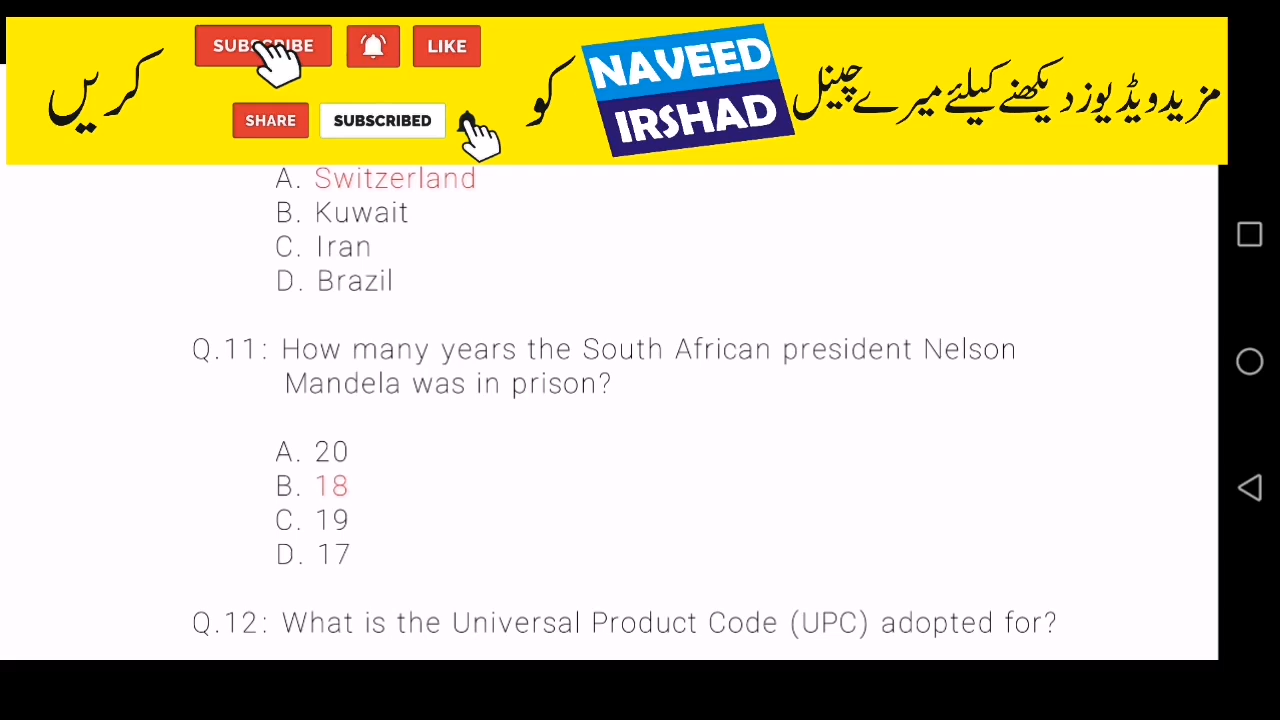 SUBSCRIBE LIKE
SHARE SUBSCRIBED
مزید ویڈیوز دیکھنے کیلئے میرے چینل NAVEED IRSHAD کو کریں
A. Switzerland
B. Kuwait
C. Iran
D. Brazil
Q.11: How many years the South African president Nelson
Mandela was in prison?
A. 20
B. 18
C. 19
D. 17
Q.12: What is the Universal Product Code (UPC) adopted for?